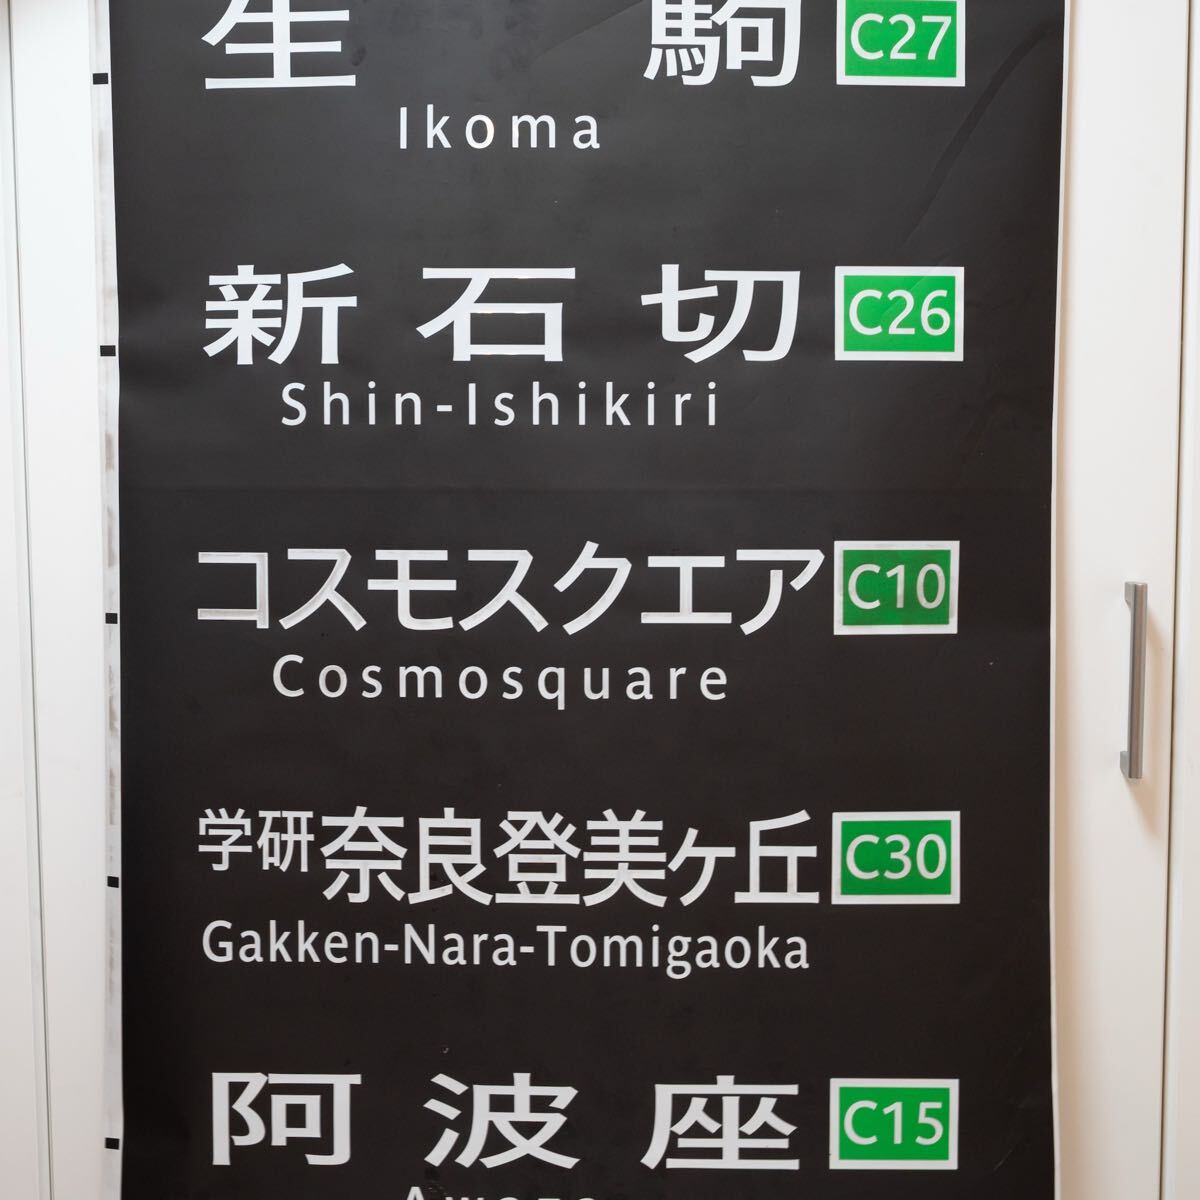 生駒 C27
Ikoma
新石切 C26
Shin-Ishikiri
コスモスクエア C10
Cosmosquare
学研奈良登美ヶ丘 C30
Gakken-Nara-Tomigaoka
阿波座 C15
Awaza